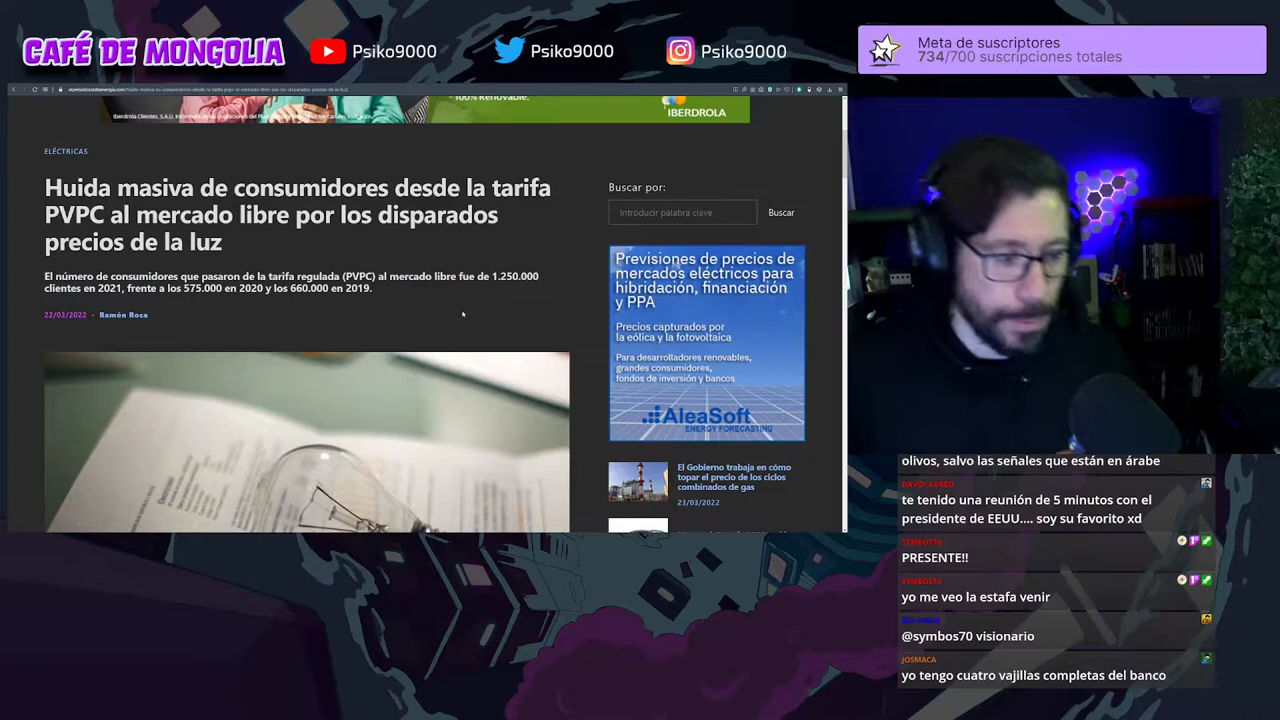 CAFÉ DE MONGOLIA
Psiko9000
Psiko9000
Psiko9000
Meta de suscriptores
734/700 suscripciones totales
100% Renovable.
IBERDROLA
ELÉCTRICAS
Huida masiva de consumidores desde la tarifa
PVPC al mercado libre por los disparados
precios de la luz
El número de consumidores que pasaron de la tarifa regulada (PVPC) al mercado libre fue de 1.250.000
clientes en 2021, frente a los 575.000 en 2020 y los 660.000 en 2019.
22/03/2022 - Ramón Roca
Buscar por:
Introducir palabra clave
Buscar
Previsiones de precios de
mercados eléctricos para
hibridación, financiación
y PPA
Precios capturados por
la eólica y la fotovoltaica
Para desarrolladores renovables,
grandes consumidores,
fondos de inversión y bancos
AleaSoft
ENERGY FORECASTING
El Gobierno trabaja en cómo
topar el precio de los ciclos
combinados de gas
23/03/2022
olivos, salvo las señales que están en árabe
DAVID_AUREO
te tenido una reunión de 5 minutos con el
presidente de EEUU.... soy su favorito xd
SYMBOS70
PRESENTE!!
SYMBOS70
yo me veo la estafa venir
@symbos70 visionario
JOSMACA
yo tengo cuatro vajillas completas del banco